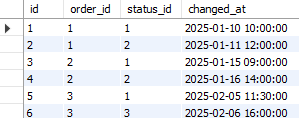 id order_id status_id changed_at
1 1 1 2025-01-10 10:00:00
2 1 2 2025-01-11 12:00:00
3 2 1 2025-01-15 09:00:00
4 2 2 2025-01-16 14:00:00
5 3 1 2025-02-05 11:30:00
6 3 3 2025-02-06 16:00:00